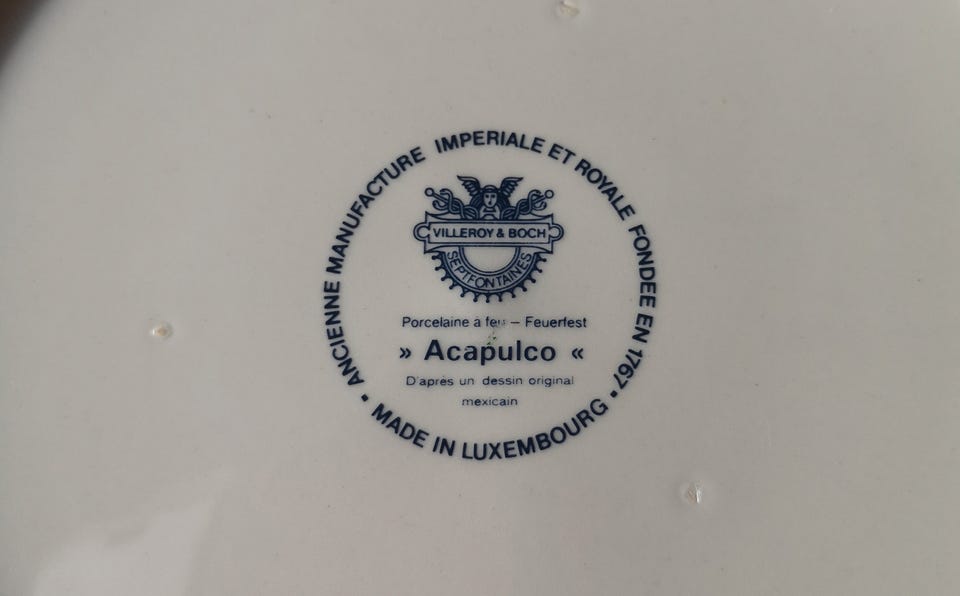 ANCIENNE MANUFACTURE IMPERIALE ET ROYALE FONDEE EN 1767 •
VILLEROY & BOCH
SEPTFONTAINES
Porcelaine à feu – Feuerfest
» Acapulco «
D'après un dessin original
mexicain
• MADE IN LUXEMBOURG